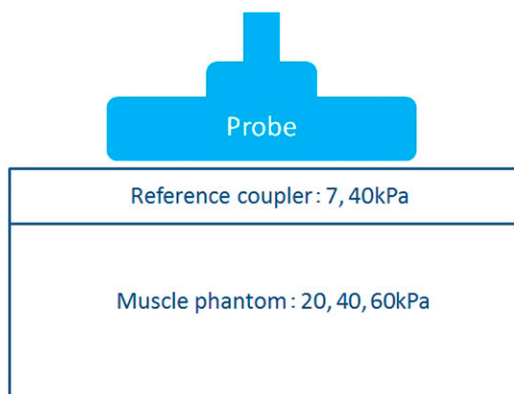 Probe
Reference coupler: 7, 40kPa
Muscle phantom: 20, 40, 60kPa